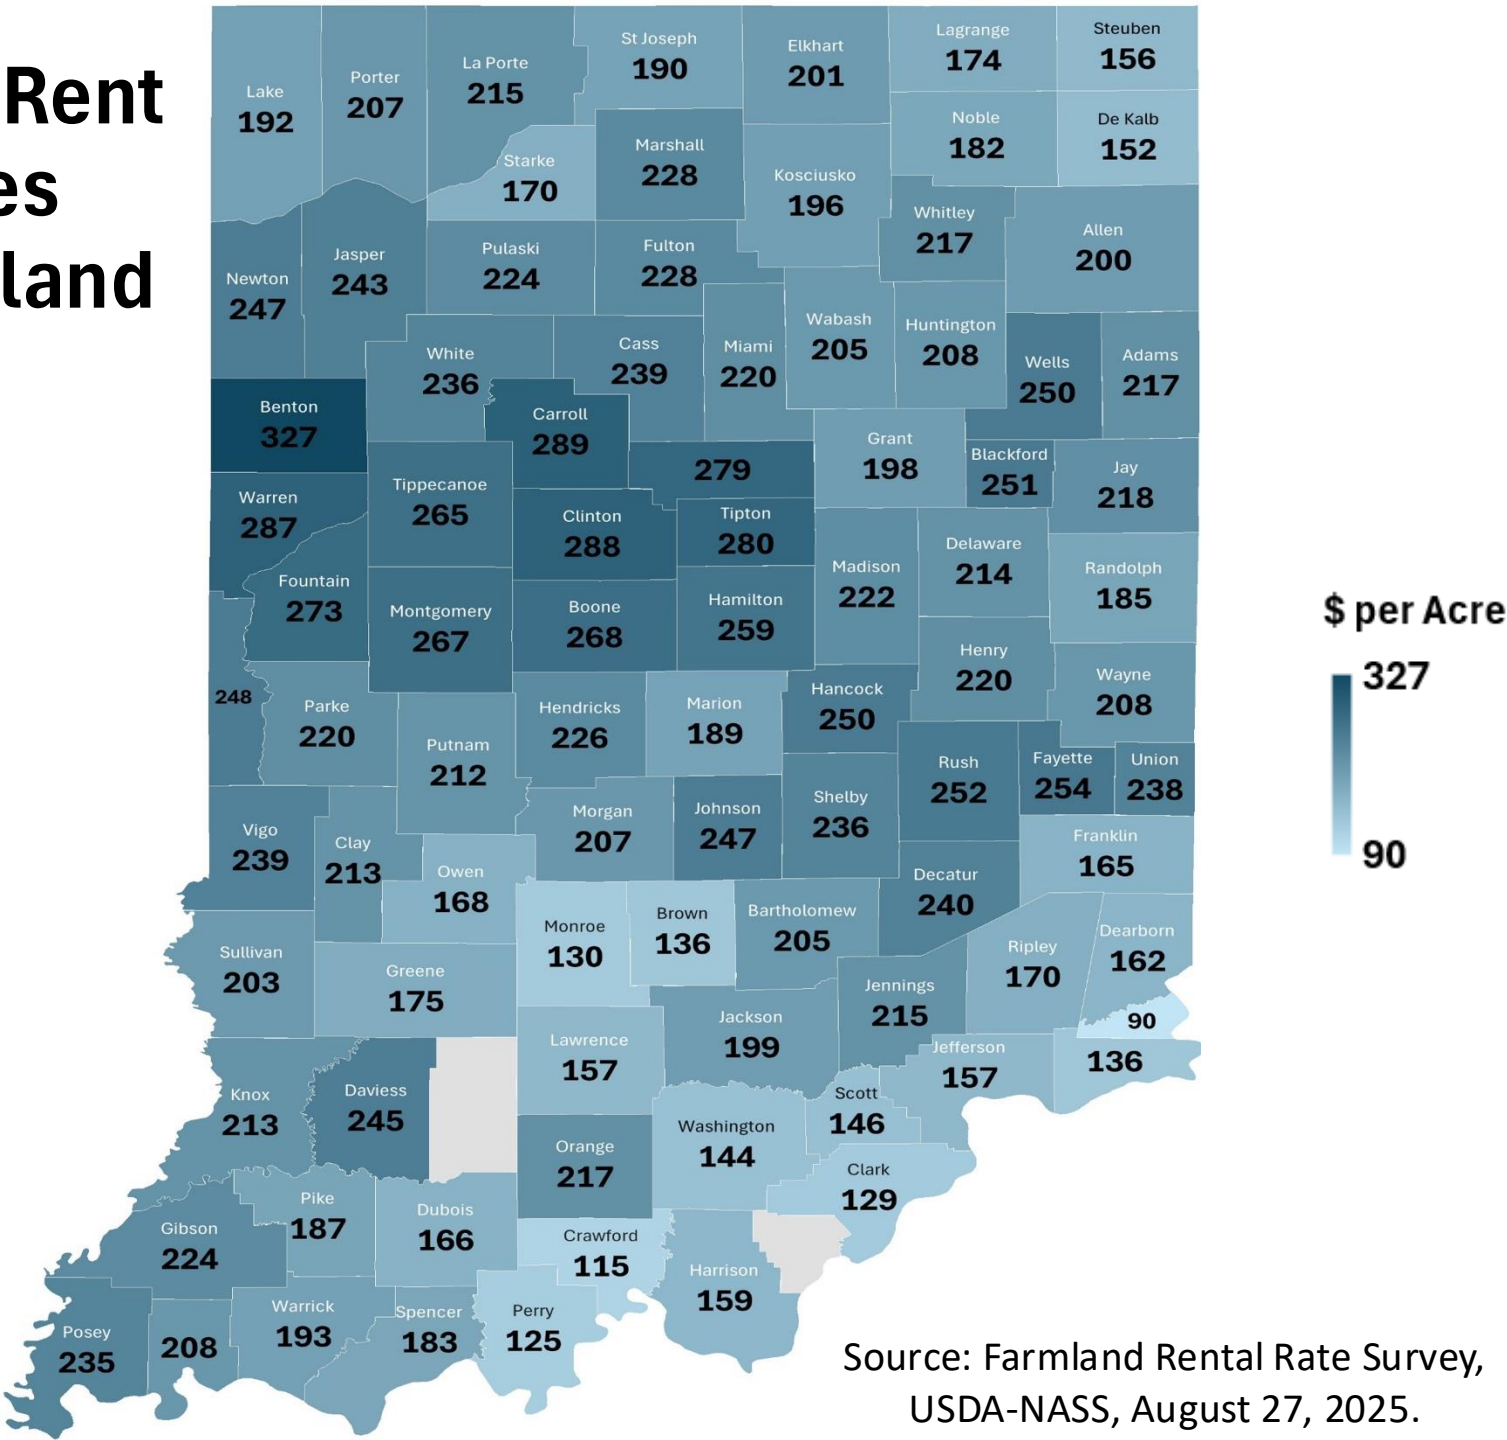 Rent
es
land
Lake
192
Porter
207
La Porte
215
St Joseph
190
Elkhart
201
Lagrange
174
Steuben
156
Starke
170
Marshall
228
Kosciusko
196
Noble
182
De Kalb
152
Whitley
217
Allen
200
Newton
247
Jasper
243
Pulaski
224
Fulton
228
White
236
Cass
239
Miami
220
Wabash
205
Huntington
208
Wells
250
Adams
217
Benton
327
Carroll
289
279
Grant
198
Blackford
251
Jay
218
Warren
287
Tippecanoe
265
Clinton
288
Tipton
280
Madison
222
Delaware
214
Randolph
185
Fountain
273
Montgomery
267
Boone
268
Hamilton
259
Henry
220
Wayne
208
248
Parke
220
Putnam
212
Hendricks
226
Marion
189
Hancock
250
Rush
252
Fayette
254
Union
238
Vigo
239
Clay
213
Owen
168
Morgan
207
Johnson
247
Shelby
236
Decatur
240
Franklin
165
Sullivan
203
Greene
175
Monroe
130
Brown
136
Bartholomew
205
Jennings
215
Ripley
170
Dearborn
162
90
136
Knox
213
Daviess
245
Lawrence
157
Jackson
199
Jefferson
157
Scott
146
Orange
217
Washington
144
Clark
129
Gibson
224
Pike
187
Dubois
166
Crawford
115
Harrison
159
Posey
235
208
Warrick
193
Spencer
183
Perry
125
$ per Acre
327
90
Source: Farmland Rental Rate Survey,
USDA-NASS, August 27, 2025.